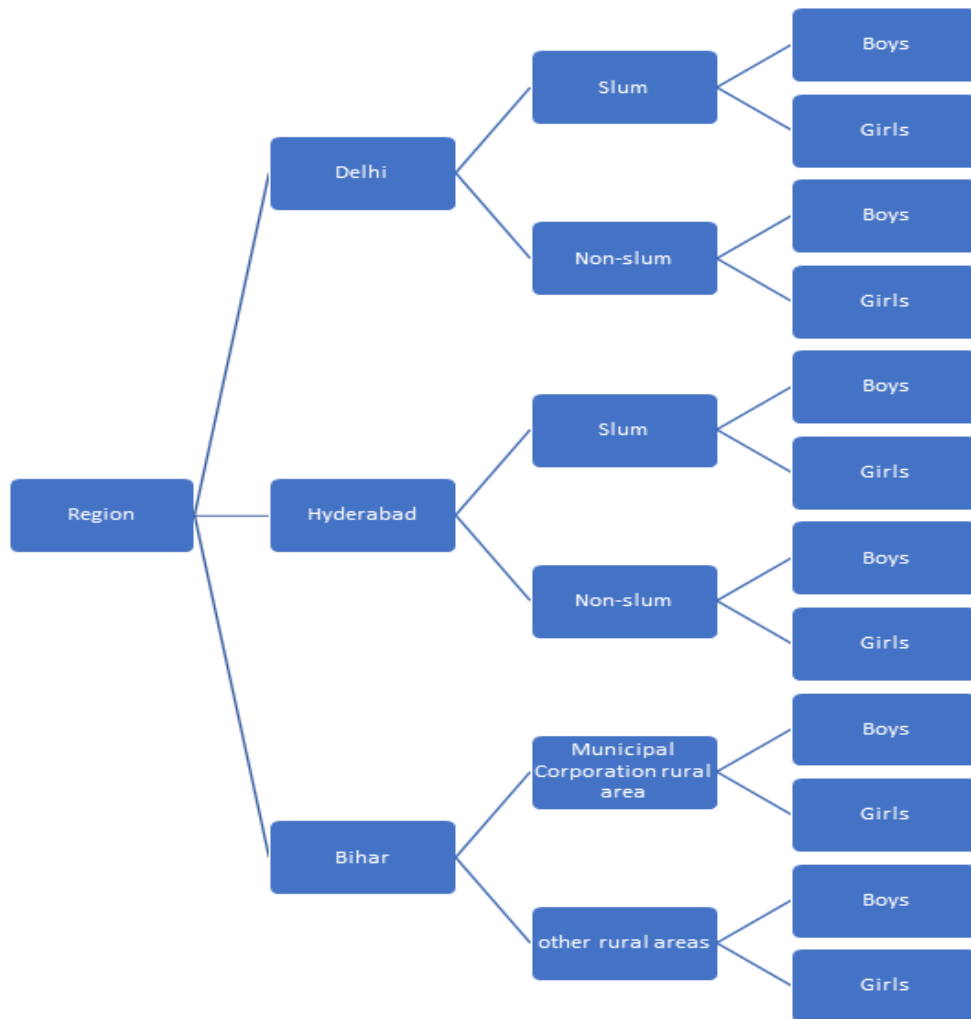 Boys
Slum
Girls
Delhi
Boys
Non-slum
Girls
Boys
Slum
Girls
Region
Hyderabad
Boys
Non-slum
Girls
Boys
Municipal
Corporation rural
area
Girls
Bihar
Boys
other rural areas
Girls